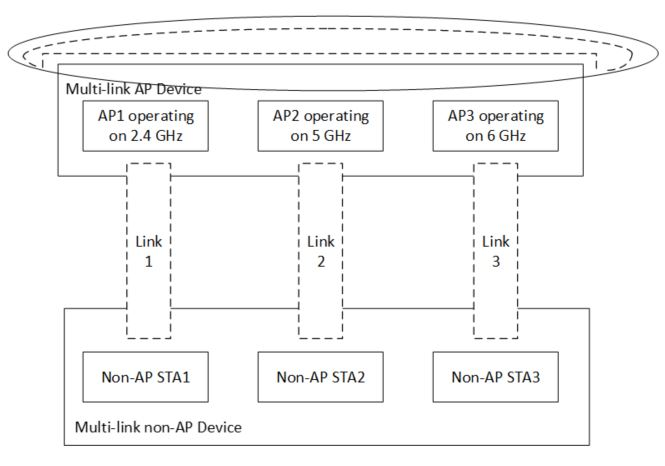 Multi-link AP Device
AP1 operating
on 2.4 GHz
AP2 operating
on 5 GHz
AP3 operating
on 6 GHz
Link
1
Link
2
Link
3
Non-AP STA1
Non-AP STA2
Non-AP STA3
Multi-link non-AP Device